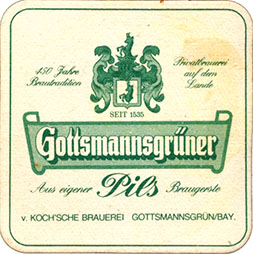 450 Jahre
Brautradition
Privatbrauerei
auf dem
Lande
SEIT 1535
Gottsmannsgrüner
Aus eigener Pils Braugerste
v. KOCH'SCHE BRAUEREI GOTTSMANNSGRÜN/BAY.